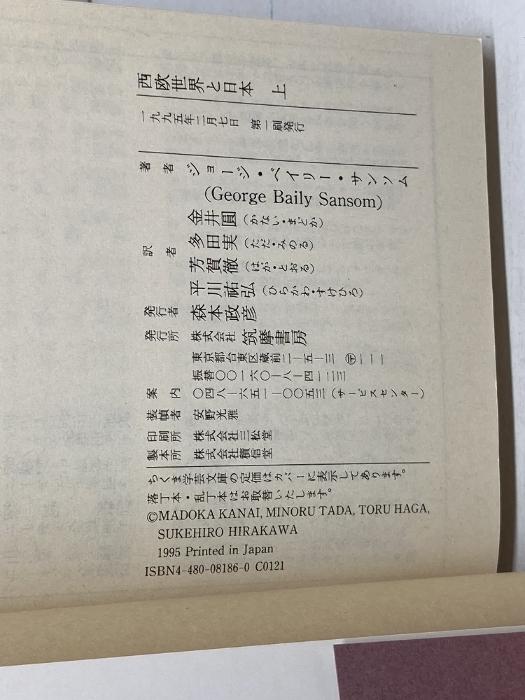 西欧世界と日本　上
一九九五年二月七日　第一刷発行
著者　ジョージ・ベイリー・サンソム
(George Baily Sansom)
訳者　金井圓（かない・まどか）
多田実（ただ・みのる）
芳賀徹（はが・とおる）
平川祐弘（ひらかわ・すけひろ）
発行者　森本政彦
発行所　株式会社　筑摩書房
東京都台東区蔵前二—五—三　〒一一一
振替〇〇一六〇—八—四一二三
案内　〇四八—六五一—〇〇五三（サービスセンター）
装幀者　安野光雅
印刷所　株式会社三松堂
製本所　株式会社積信堂
ちくま学芸文庫の定価はカバーに表示してあります。
落丁本・乱丁本はお取替いたします。
©MADOKA KANAI, MINORU TADA, TORU HAGA,
SUKEHIRO HIRAKAWA
1995 Printed in Japan
ISBN4-480-08186-0 C0121